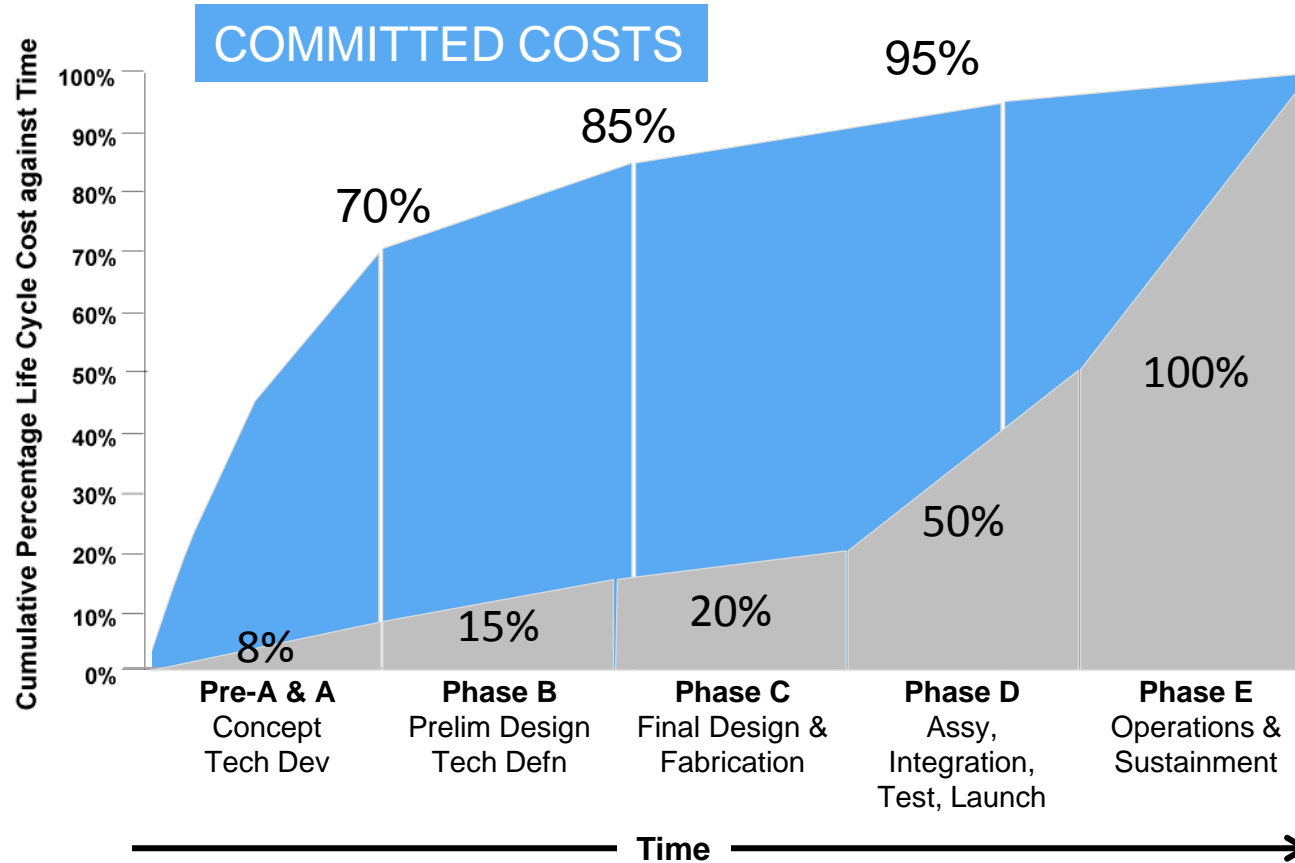 COMMITTED COSTS
Cumulative Percentage Life Cycle Cost against Time
100%
90%
80%
70%
60%
50%
40%
30%
20%
10%
0%
70%
85%
95%
8%
15%
20%
50%
100%
Pre-A & A
Concept
Tech Dev
Phase B
Prelim Design
Tech Defn
Phase C
Final Design &
Fabrication
Phase D
Assy,
Integration,
Test, Launch
Phase E
Operations &
Sustainment
Time